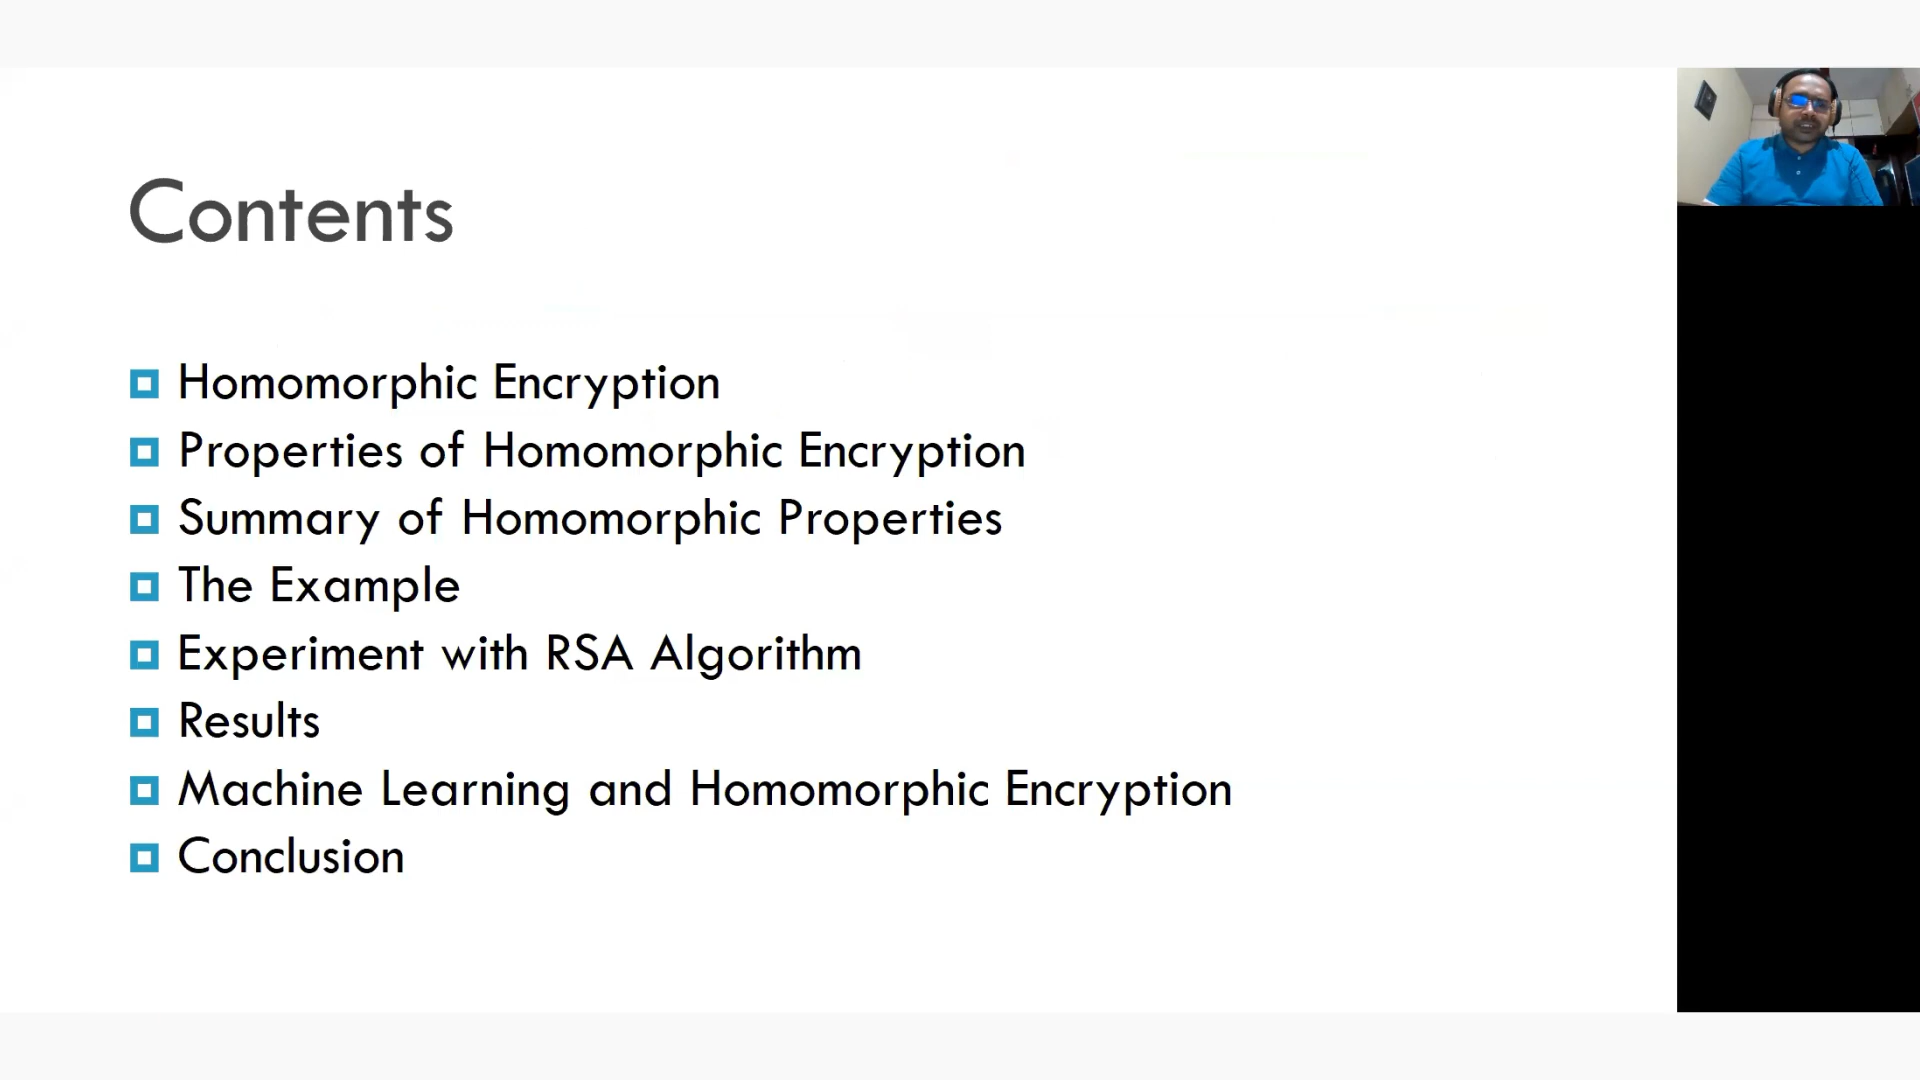 Contents
Homomorphic Encryption
Properties of Homomorphic Encryption
Summary of Homomorphic Properties
The Example
Experiment with RSA Algorithm
Results
Machine Learning and Homomorphic Encryption
Conclusion